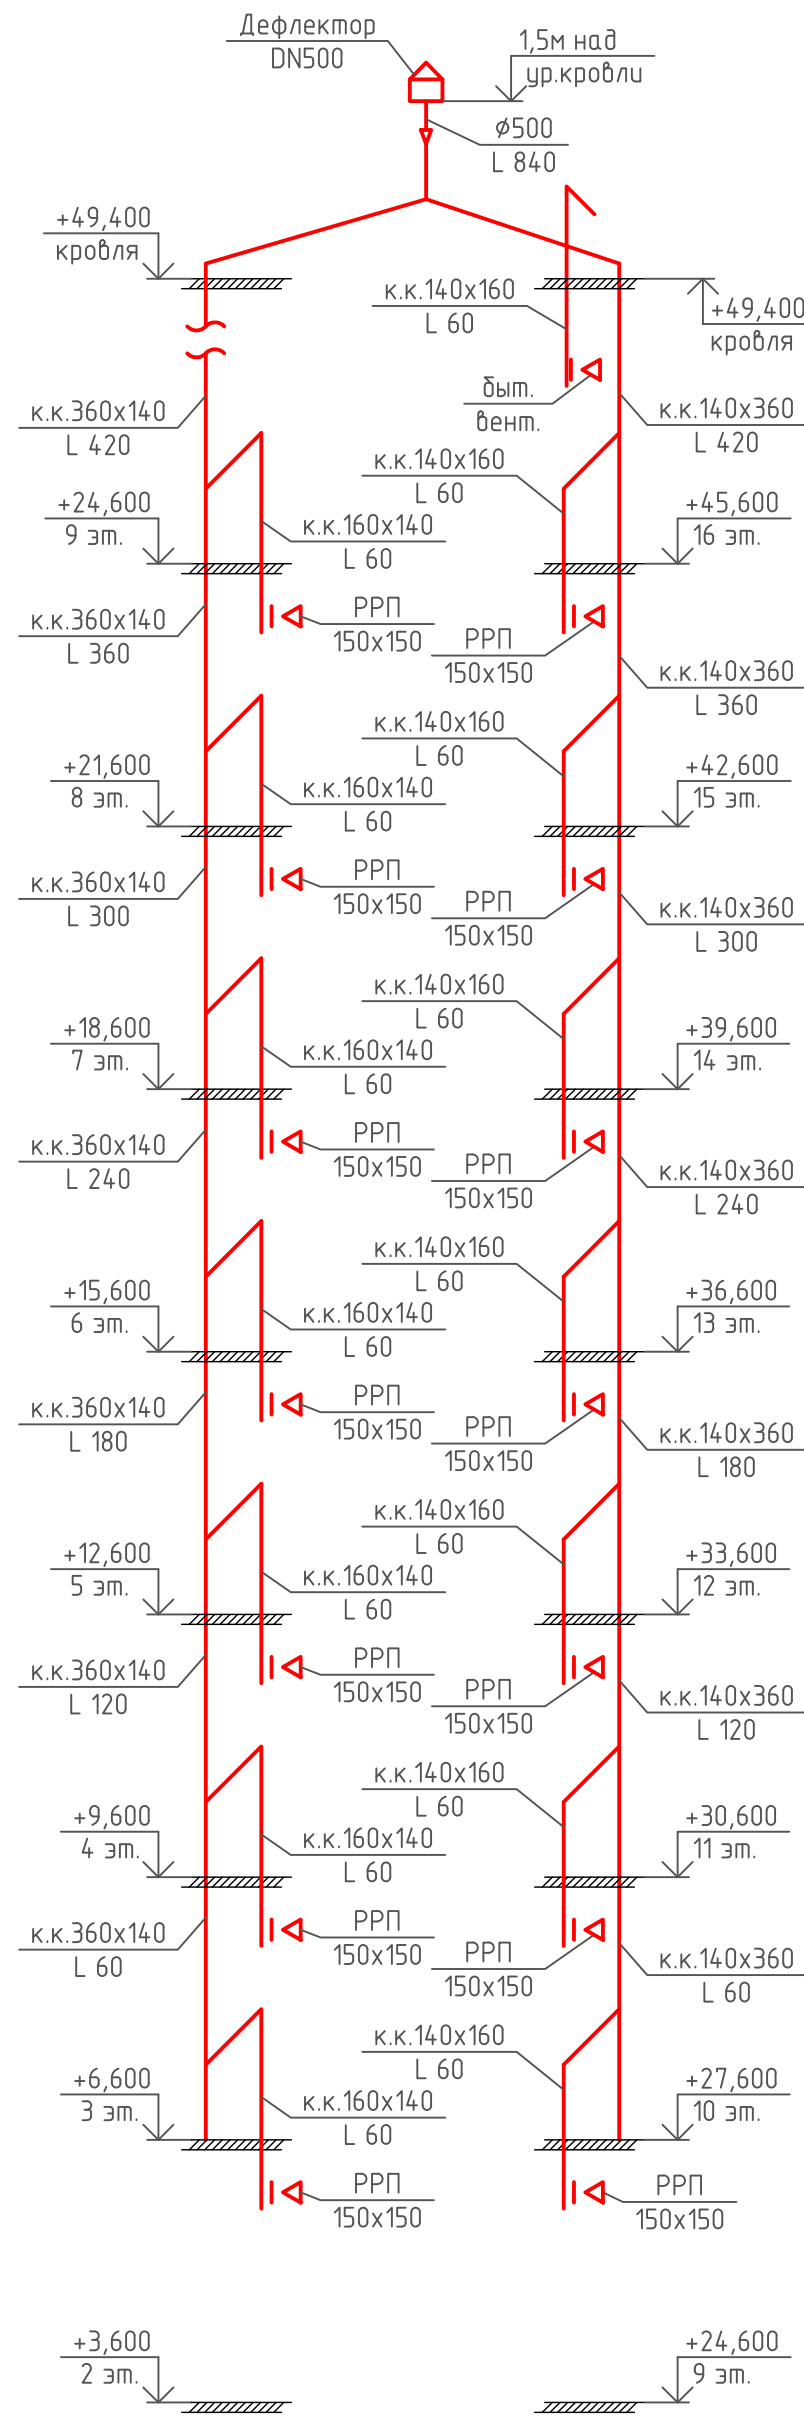 Дефлектор
DN500
1,5м над
ур.кровли
ø500
L 840
+49,400
кровля
к.к.140х160
L 60
+49,400
кровля
быт.
вент.
к.к.360х140
L 420
к.к.140х360
L 420
к.к.140х160
L 60
+24,600
9 эт.
к.к.160х140
L 60
+45,600
16 эт.
к.к.360х140
L 360
РРП
150х150
РРП
150х150
к.к.140х360
L 360
к.к.140х160
L 60
+21,600
8 эт.
к.к.160х140
L 60
+42,600
15 эт.
к.к.360х140
L 300
РРП
150х150
РРП
150х150
к.к.140х360
L 300
к.к.140х160
L 60
+18,600
7 эт.
к.к.160х140
L 60
+39,600
14 эт.
к.к.360х140
L 240
РРП
150х150
РРП
150х150
к.к.140х360
L 240
к.к.140х160
L 60
+15,600
6 эт.
к.к.160х140
L 60
+36,600
13 эт.
к.к.360х140
L 180
РРП
150х150
РРП
150х150
к.к.140х360
L 180
к.к.140х160
L 60
+12,600
5 эт.
к.к.160х140
L 60
+33,600
12 эт.
к.к.360х140
L 120
РРП
150х150
РРП
150х150
к.к.140х360
L 120
к.к.140х160
L 60
+9,600
4 эт.
к.к.160х140
L 60
+30,600
11 эт.
к.к.360х140
L 60
РРП
150х150
РРП
150х150
к.к.140х360
L 60
к.к.140х160
L 60
+6,600
3 эт.
к.к.160х140
L 60
+27,600
10 эт.
РРП
150х150
РРП
150х150
+3,600
2 эт.
+24,600
9 эт.